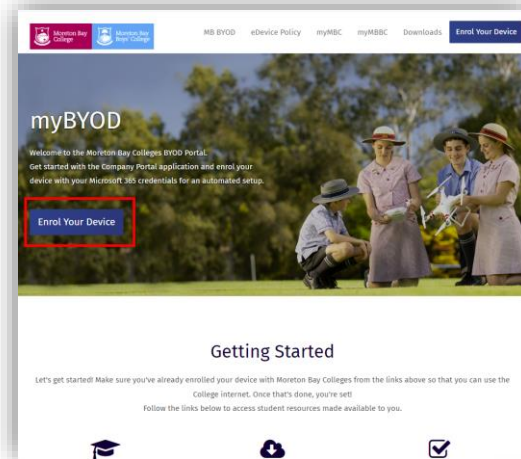 Moreton Bay
College
Moreton Bay
Boys' College
MB BYOD eDevice Policy myMBC myMBBC Downloads Enrol Your Device
myBYOD
Welcome to the Moreton Bay Colleges BYOD Portal.
Get started with the Company Portal application and enrol your
device with your Microsoft 365 credentials for an automated setup.
Enrol Your Device
Getting Started
Let's get started! Make sure you've already enrolled your device with Moreton Bay Colleges from the links above so that you can use the
College internet. Once that's done, you're set!
Follow the links below to access student resources made available to you.